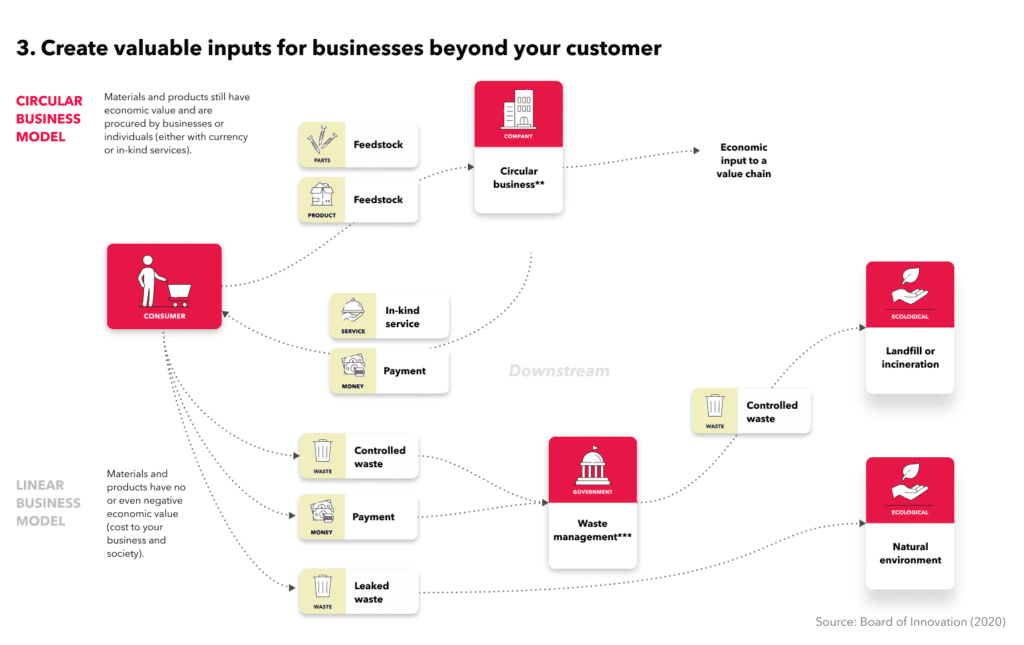 3. Create valuable inputs for businesses beyond your customer
CIRCULAR
BUSINESS
MODEL
Materials and products still have
economic value and are
procured by businesses or
individuals (either with currency
or in-kind services).
PARTS
Feedstock
PRODUCT
Feedstock
COMPANY
Circular
business**
Economic
input to a
value chain
CONSUMER
SERVICE
In-kind
service
MONEY
Payment
Downstream
ECOLOGICAL
Landfill or
incineration
WASTE
Controlled
waste
LINEAR
BUSINESS
MODEL
Materials and
products have no
or even negative
economic value
(cost to your
business and
society).
WASTE
Controlled
waste
MONEY
Payment
WASTE
Leaked
waste
GOVERNMENT
Waste
management***
ECOLOGICAL
Natural
environment
Source: Board of Innovation (2020)